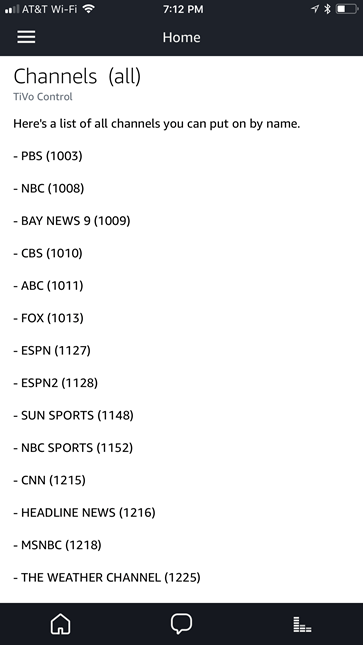 AT&T Wi-Fi 7:12 PM
Home
Channels (all)
TiVo Control
Here's a list of all channels you can put on by name.
- PBS (1003)
- NBC (1008)
- BAY NEWS 9 (1009)
- CBS (1010)
- ABC (1011)
- FOX (1013)
- ESPN (1127)
- ESPN2 (1128)
- SUN SPORTS (1148)
- NBC SPORTS (1152)
- CNN (1215)
- HEADLINE NEWS (1216)
- MSNBC (1218)
- THE WEATHER CHANNEL (1225)